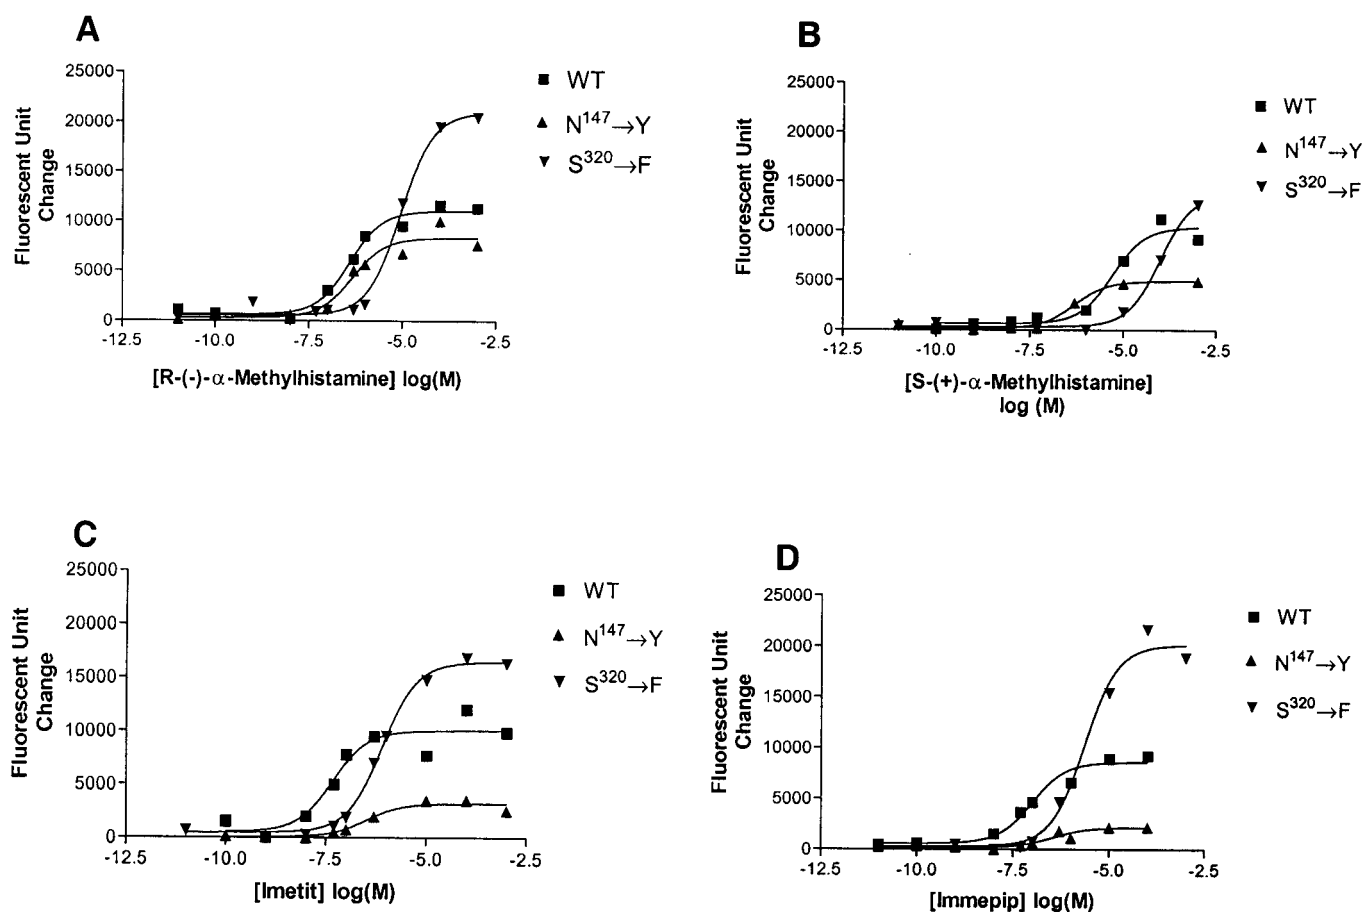 A
Fluorescent Unit
Change
25000
20000
15000
10000
5000
0
-12.5 -10.0 -7.5 -5.0 -2.5
[R-(-)-α-Methylhistamine] log(M)
WT
N147→Y
S320→F
B
Fluorescent Unit
Change
25000
20000
15000
10000
5000
0
-12.5 -10.0 -7.5 -5.0 -2.5
[S-(+)-α-Methylhistamine]
log (M)
WT
N147→Y
S320→F
C
Fluorescent Unit
Change
25000
20000
15000
10000
5000
0
-12.5 -10.0 -7.5 -5.0 -2.5
[Imetit] log(M)
WT
N147→Y
S320→F
D
Fluorescent Unit
Change
25000
20000
15000
10000
5000
0
-12.5 -10.0 -7.5 -5.0 -2.5
[Immepip] log(M)
WT
N147→Y
S320→F